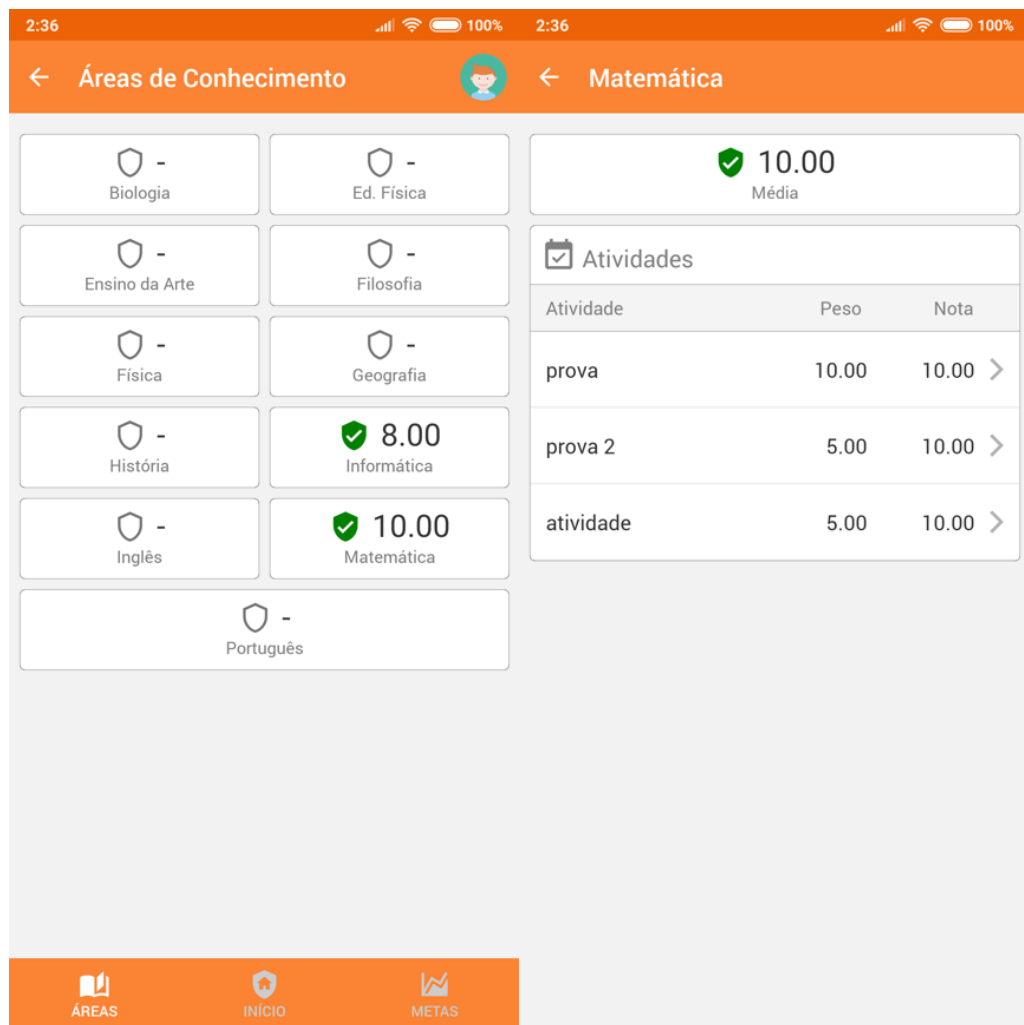 2:36 100%
Áreas de Conhecimento
- -
Biologia Ed. Física
- -
Ensino da Arte Filosofia
- -
Física Geografia
- 8.00
História Informática
- 10.00
Inglês Matemática
-
Português
ÁREAS INÍCIO METAS
2:36 100%
Matemática
10.00
Média
Atividades
Atividade Peso Nota
prova 10.00 10.00
prova 2 5.00 10.00
atividade 5.00 10.00